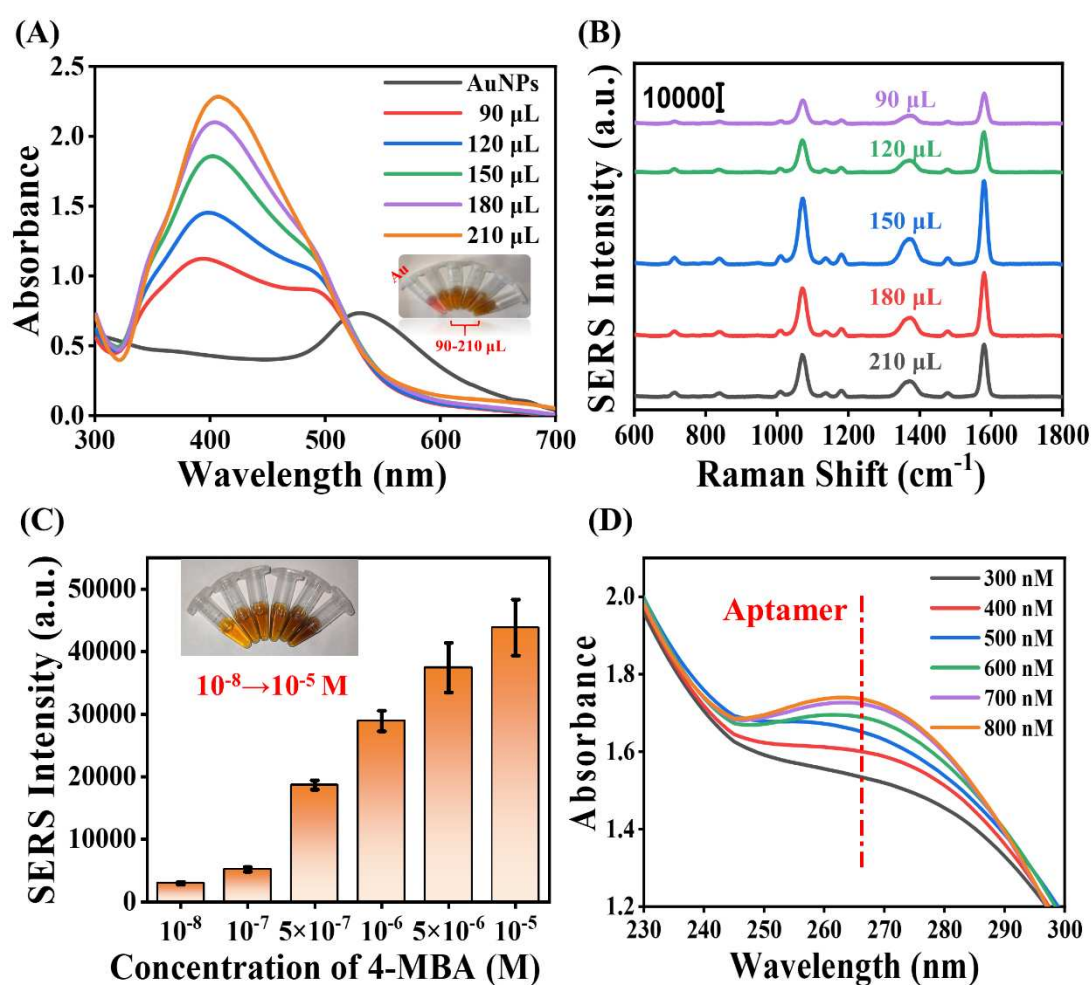 (A)
Absorbance
2.5
2.0
1.5
1.0
0.5
0.0
300
400
500
600
700
Wavelength (nm)
AuNPs
90 μL
120 μL
150 μL
180 μL
210 μL
Au
90-210 μL
(B)
SERS Intensity (a.u.)
10000
90 μL
120 μL
150 μL
180 μL
210 μL
600
800
1000
1200
1400
1600
1800
Raman Shift (cm⁻¹)
(C)
SERS Intensity (a.u.)
50000
40000
30000
20000
10000
0
10⁻⁸→10⁻⁵ M
10⁻⁸
10⁻⁷
5×10⁻⁷
10⁻⁶
5×10⁻⁶
10⁻⁵
Concentration of 4-MBA (M)
(D)
Absorbance
2.0
1.8
1.6
1.4
1.2
Aptamer
300 nM
400 nM
500 nM
600 nM
700 nM
800 nM
230
240
250
260
270
280
290
300
Wavelength (nm)